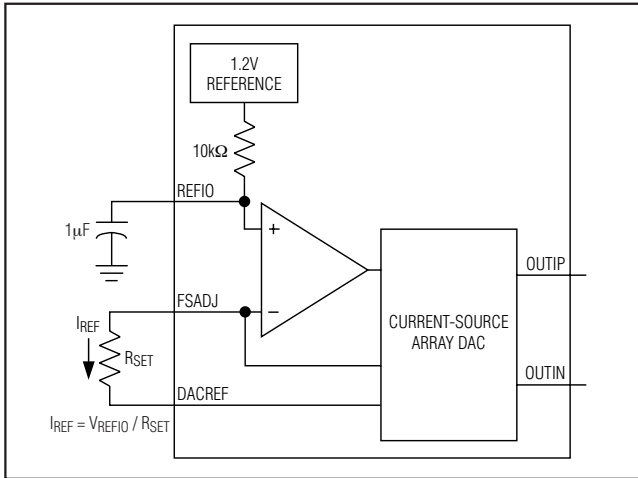 1.2V
REFERENCE
10kΩ
REFIO
1μF
+
FSADJ
−
IREF
RSET
DACREF
CURRENT-SOURCE
ARRAY DAC
OUTIP
OUTIN
IREF = VREFIO / RSET